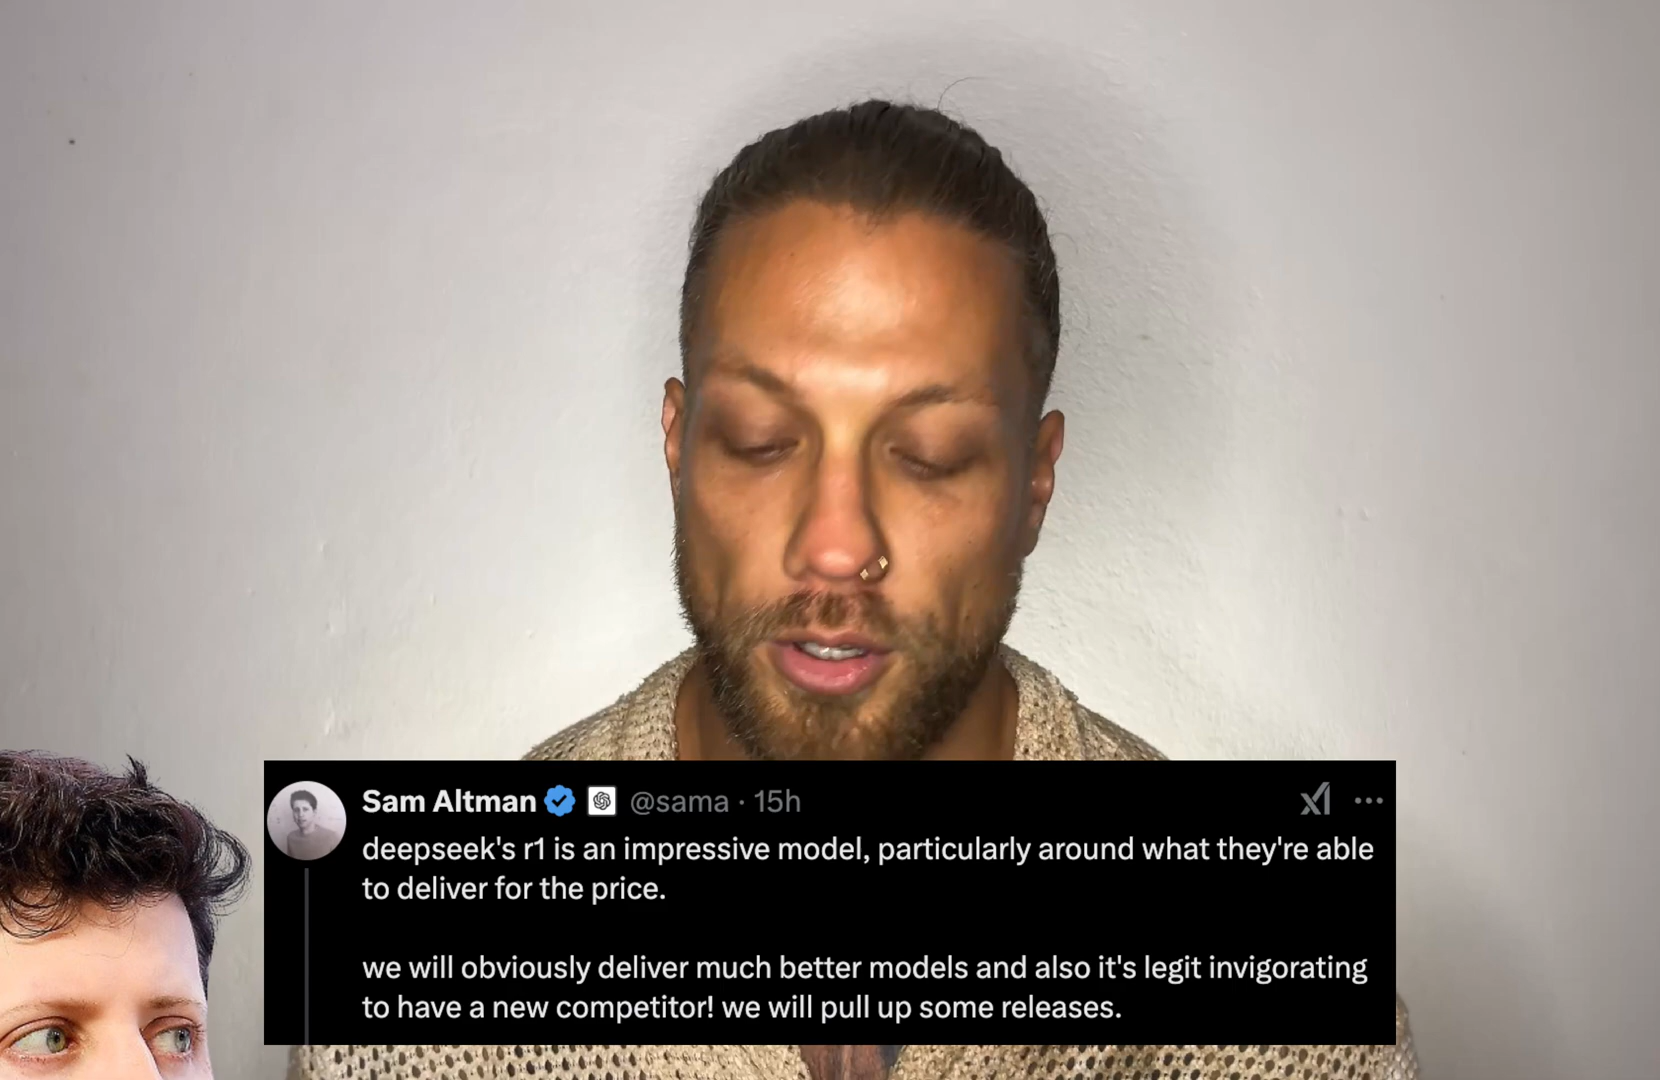 Sam Altman @sama · 15h
deepseek's r1 is an impressive model, particularly around what they're able
to deliver for the price.
we will obviously deliver much better models and also it's legit invigorating
to have a new competitor! we will pull up some releases.